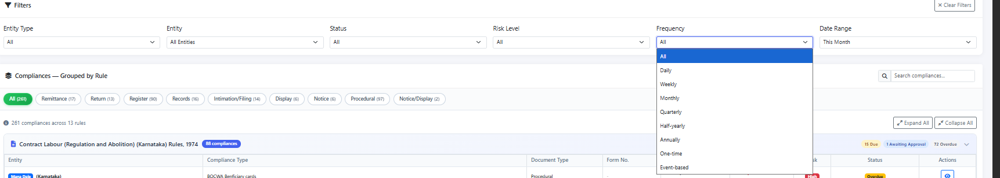 Filters
× Clear Filters
Entity Type Entity Status Risk Level Frequency Date Range
All All Entities All All All This Month
All
Daily
Weekly
Monthly
Quarterly
Half-yearly
Annually
One-time
Event-based
Compliances — Grouped by Rule
Search compliances...
All (261) Remittance (17) Return (13) Register (90) Records (16) Intimation/Filing (14) Display (6) Notice (6) Procedural (97) Notice/Display (2)
261 compliances across 13 rules
Expand All Collapse All
Contract Labour (Regulation and Abolition) (Karnataka) Rules, 1974 88 compliances 15 Due 1 Awaiting Approval 72 Overdue
Entity Compliance Type Document Type Form No. Status Actions
Mana Dale (Karnataka) BOCWA Benficiary cards Procedural - High Overdue